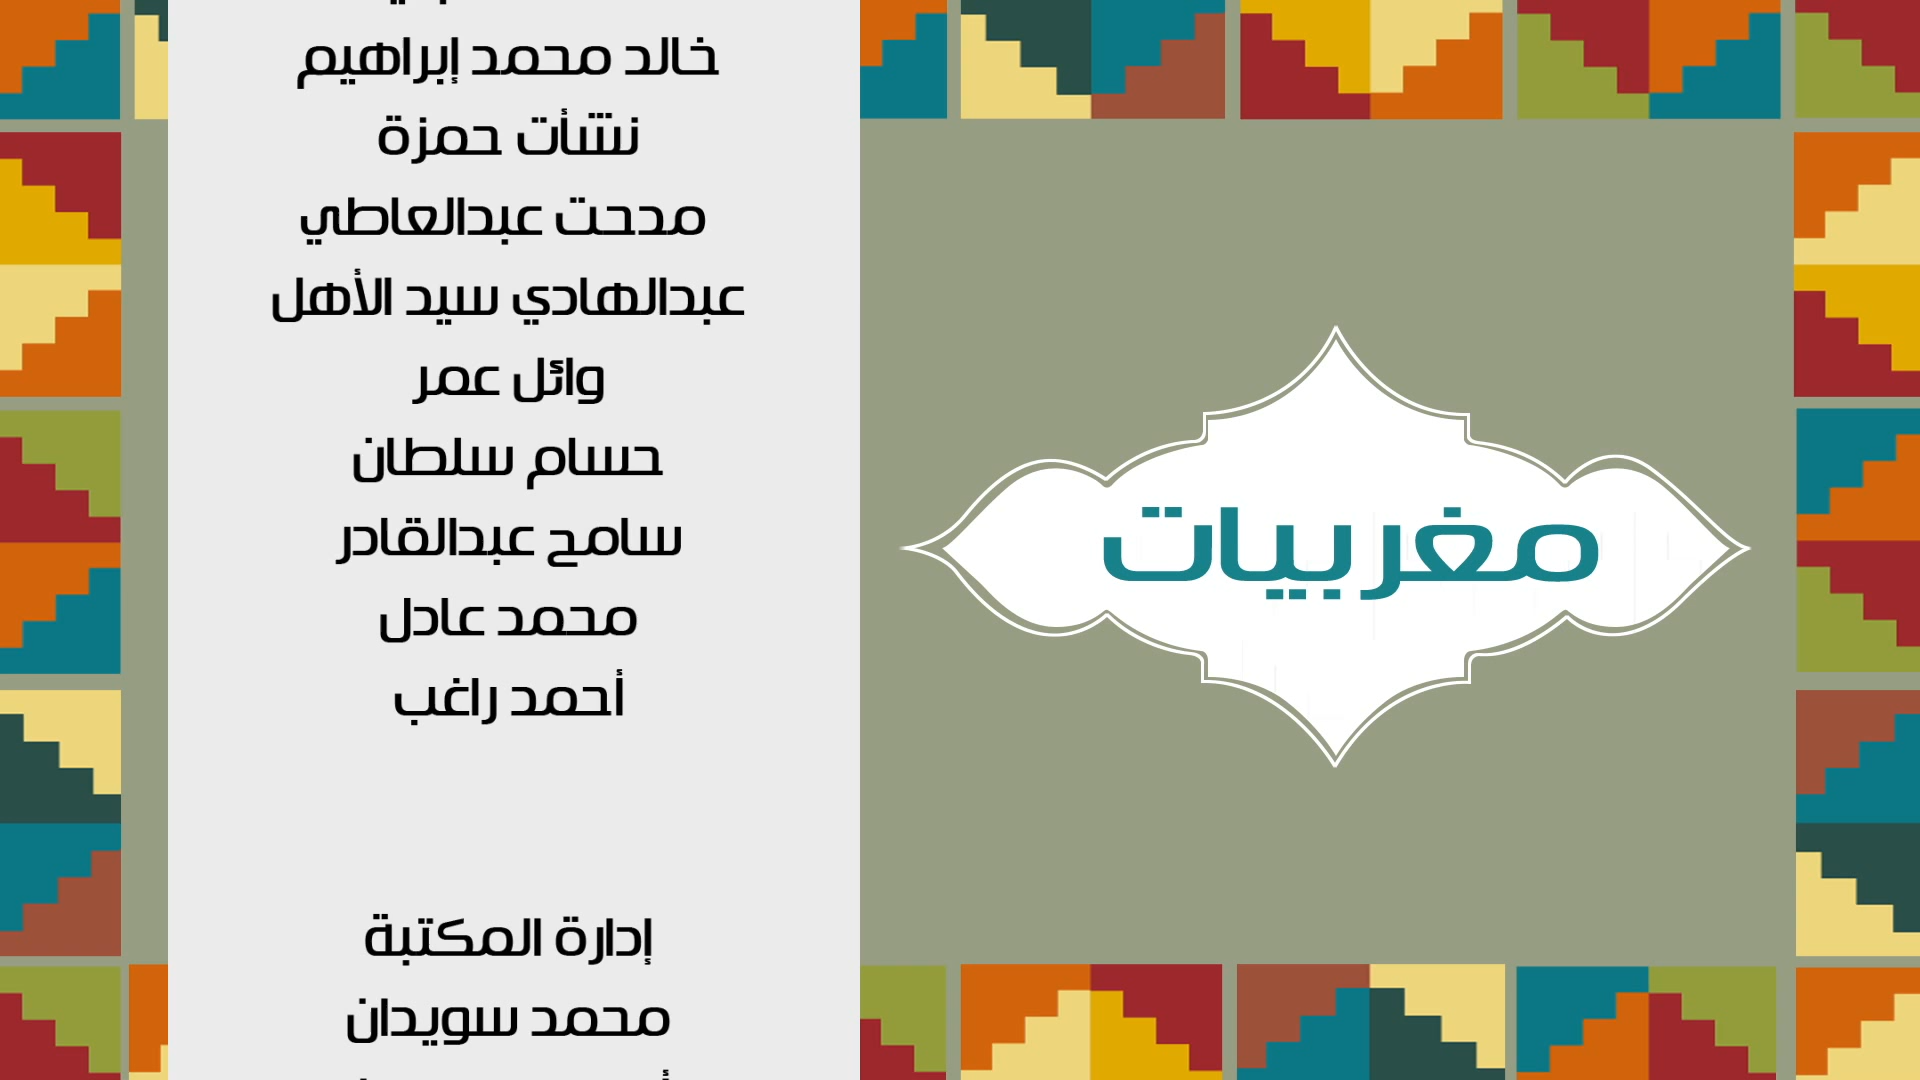 خالد محمد إبراهيم
نشأت حمزة
مدحت عبدالعاطي
عبدالهادي سيد الأهل
وائل عمر
حسام سلطان
سامح عبدالقادر
محمد عادل
أحمد راغب
إدارة المكتبة
محمد سويدان
مغربيات